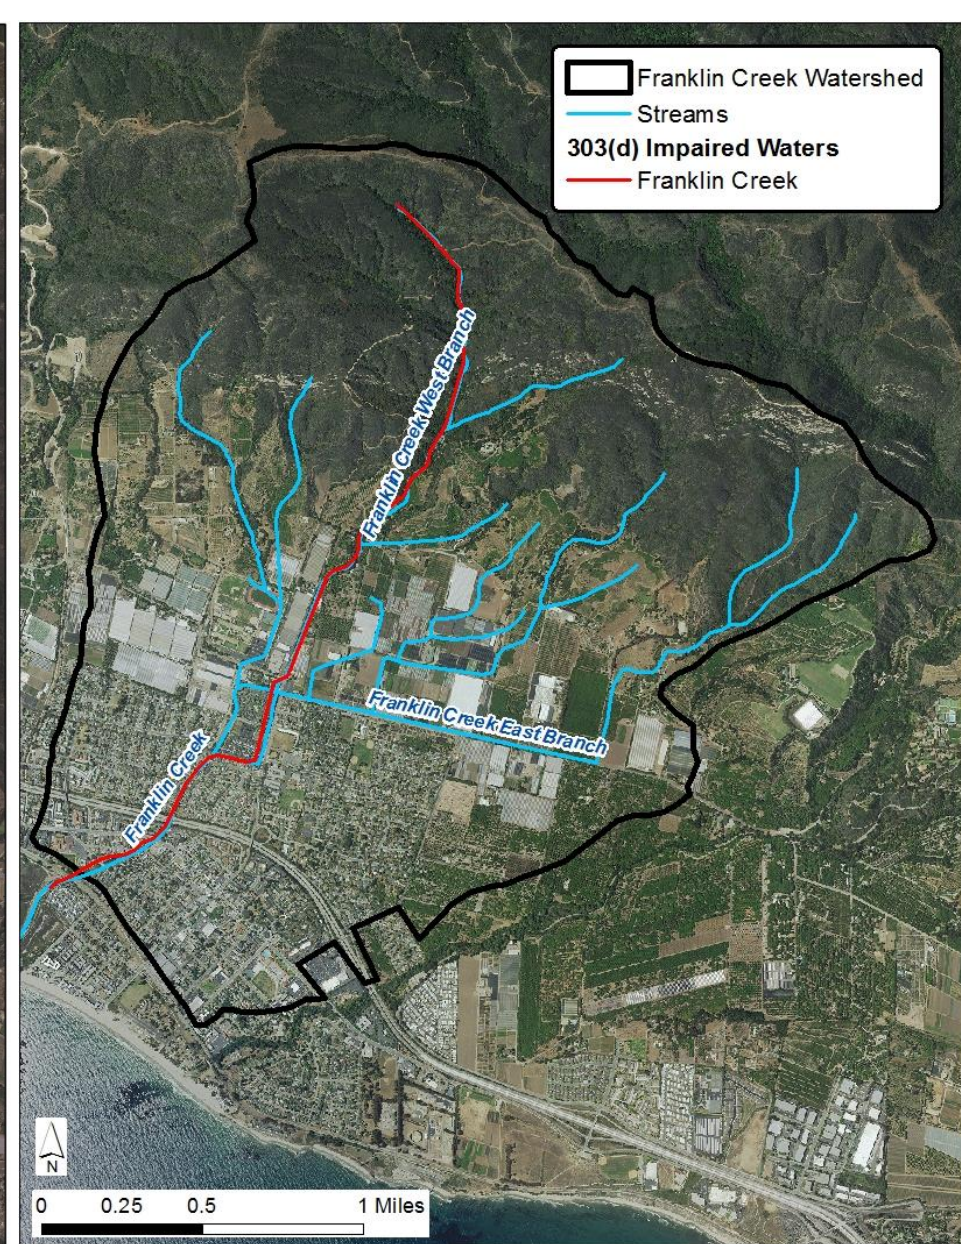 Franklin Creek Watershed
Streams
303(d) Impaired Waters
Franklin Creek
Franklin Creek West Branch
Franklin Creek East Branch
Franklin Creek
N
0 0.25 0.5 1 Miles